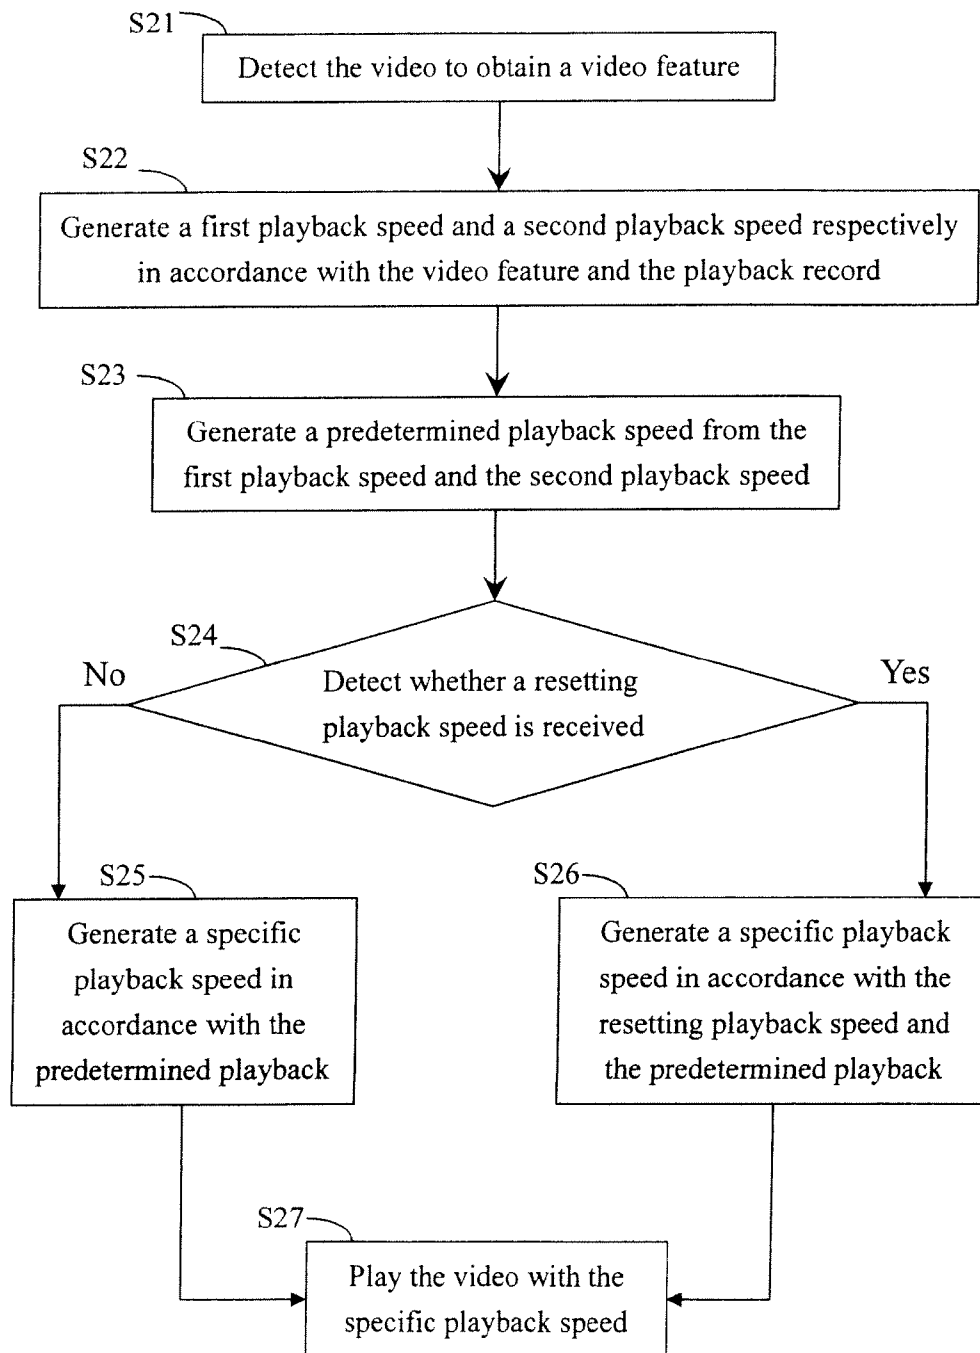 S21
Detect the video to obtain a video feature
S22
Generate a first playback speed and a second playback speed respectively
in accordance with the video feature and the playback record
S23
Generate a predetermined playback speed from the
first playback speed and the second playback speed
S24
No
Detect whether a resetting
playback speed is received
Yes
S25
Generate a specific
playback speed in
accordance with the
predetermined playback
S26
Generate a specific playback
speed in accordance with the
resetting playback speed and
the predetermined playback
S27
Play the video with the
specific playback speed